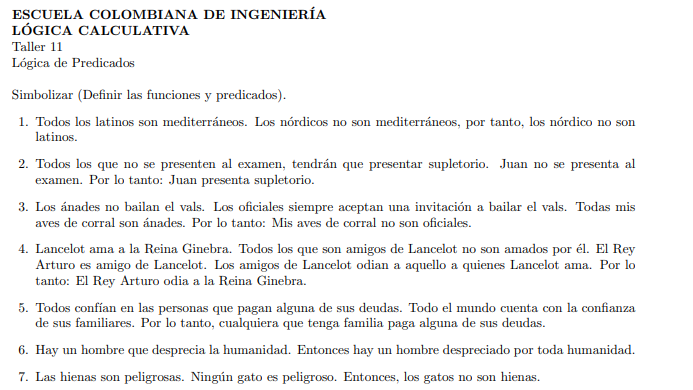 ESCUELA COLOMBIANA DE INGENIERÍA
LÓGICA CALCULATIVA
Taller 11
Lógica de Predicados
Simbolizar (Definir las funciones y predicados).
1. Todos los latinos son mediterráneos. Los nórdicos no son mediterráneos, por tanto, los nórdico no son
latinos.
2. Todos los que no se presenten al examen, tendrán que presentar supletorio. Juan no se presenta al
examen. Por lo tanto: Juan presenta supletorio.
3. Los ánades no bailan el vals. Los oficiales siempre aceptan una invitación a bailar el vals. Todas mis
aves de corral son ánades. Por lo tanto: Mis aves de corral no son oficiales.
4. Lancelot ama a la Reina Ginebra. Todos los que son amigos de Lancelot no son amados por él. El Rey
Arturo es amigo de Lancelot. Los amigos de Lancelot odian a aquello a quienes Lancelot ama. Por lo
tanto: El Rey Arturo odia a la Reina Ginebra.
5. Todos confían en las personas que pagan alguna de sus deudas. Todo el mundo cuenta con la confianza
de sus familiares. Por lo tanto, cualquiera que tenga familia paga alguna de sus deudas.
6. Hay un hombre que desprecia la humanidad. Entonces hay un hombre despreciado por toda humanidad.
7. Las hienas son peligrosas. Ningún gato es peligroso. Entonces, los gatos no son hienas.